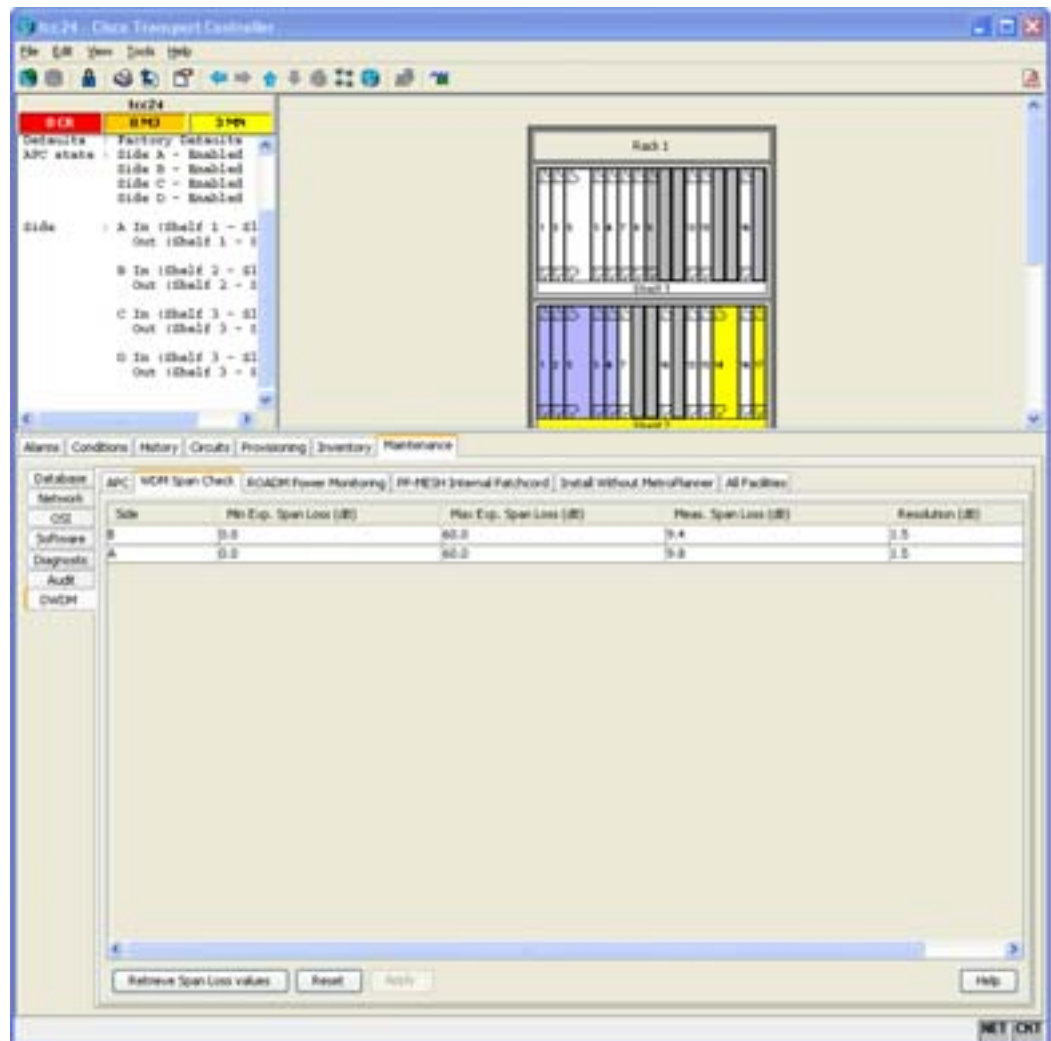 tcc24 - Cisco Transport Controller
File Edit View Tools Help
tcc24
0 CR 0 MJ 3 MN
Defaults : Factory Defaults
APC state : Side A - Enabled
Side B - Enabled
Side C - Enabled
Side D - Enabled
Side : A In (Shelf 1 - Sl
Out (Shelf 1 - S
B In (Shelf 2 - Sl
Out (Shelf 2 - S
C In (Shelf 3 - Sl
Out (Shelf 3 - S
D In (Shelf 3 - Sl
Out (Shelf 3 - S
Rack 1
Shelf 1
Shelf 2
Alarms Conditions History Circuits Provisioning Inventory Maintenance
Database
Network
OSI
Software
Diagnostic
Audit
DWDM
APC WDM Span Check ROADM Power Monitoring PP-MESH Internal Patchcord Install Without MetroPlanner All Facilities
Side Min Exp. Span Loss (dB) Max Exp. Span Loss (dB) Meas. Span Loss (dB) Resolution (dB)
B 0.0 60.0 9.4 1.5
A 0.0 60.0 9.8 1.5
Retrieve Span Loss values Reset Apply Help
NET CKT